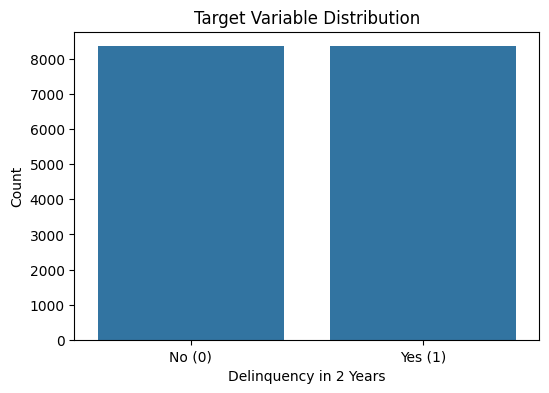 Target Variable Distribution
8000
7000
6000
5000
4000
3000
2000
1000
0
Count
No (0)
Yes (1)
Delinquency in 2 Years